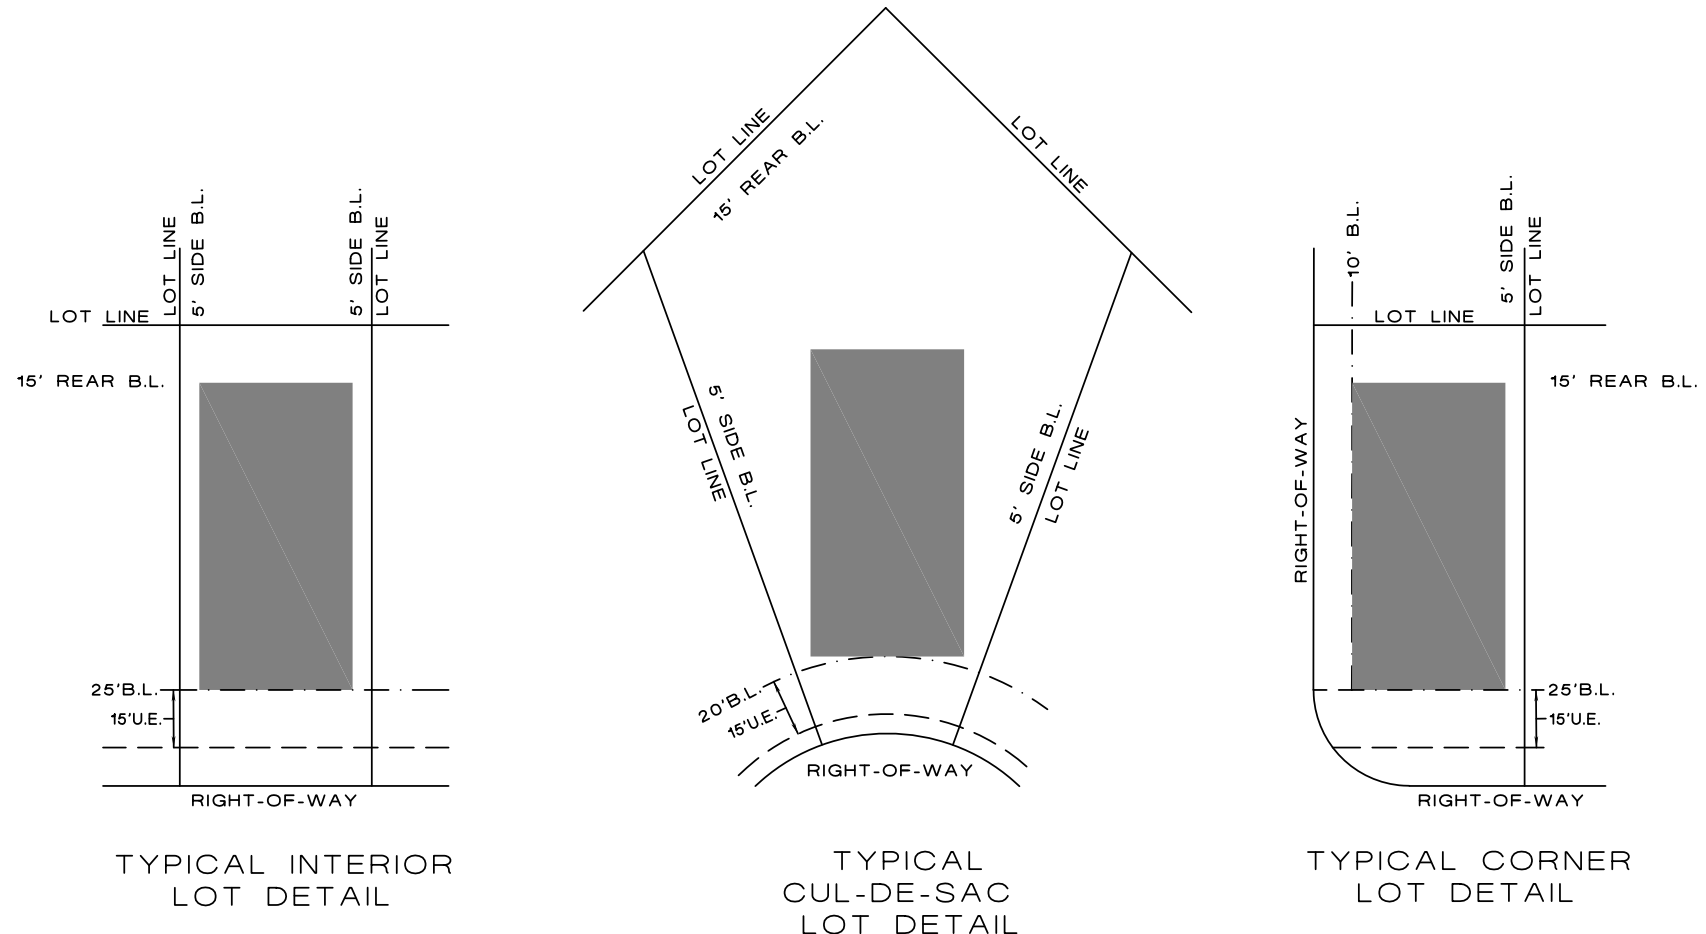 LOT LINE
5' SIDE B.L.
5' SIDE B.L.
LOT LINE
LOT LINE
15' REAR B.L.
25'B.L.
15'U.E.
RIGHT-OF-WAY
TYPICAL INTERIOR
LOT DETAIL
LOT LINE
15' REAR B.L.
LOT LINE
5' SIDE B.L.
LOT LINE
5' SIDE B.L.
LOT LINE
20'B.L.
15'U.E.
RIGHT-OF-WAY
TYPICAL
CUL-DE-SAC
LOT DETAIL
10' B.L.
5' SIDE B.L.
LOT LINE
LOT LINE
15' REAR B.L.
RIGHT-OF-WAY
25'B.L.
15'U.E.
RIGHT-OF-WAY
TYPICAL CORNER
LOT DETAIL